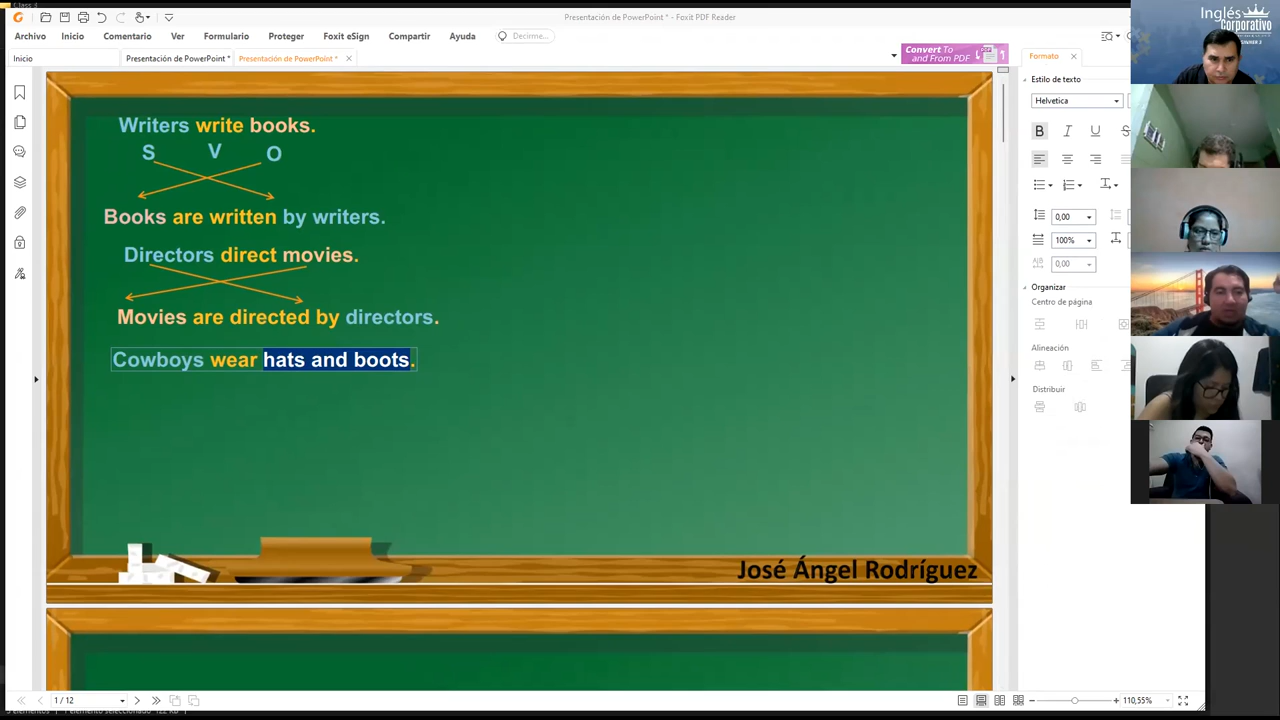 Class 3
Presentación de PowerPoint * - Foxit PDF Reader
Archivo Inicio Comentario Ver Formulario Proteger Foxit eSign Compartir Ayuda Decirme...
Inicio Presentación de PowerPoint * Presentación de PowerPoint *
Convert To
and From PDF
Formato
Estilo de texto
Helvetica
0,00
100%
0,00
Organizar
Centro de página
Alineación
Distribuir
Writers write books.
S V O
Books are written by writers.
Directors direct movies.
Movies are directed by directors.
Cowboys wear hats and boots.
José Ángel Rodríguez
1 / 12
110,55%
Inglés
Corporativo